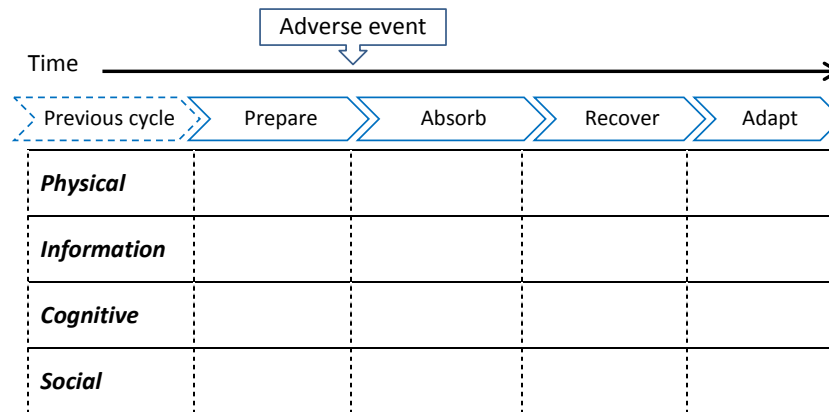 Adverse event
Time
Previous cycle Prepare Absorb Recover Adapt
Physical
Information
Cognitive
Social